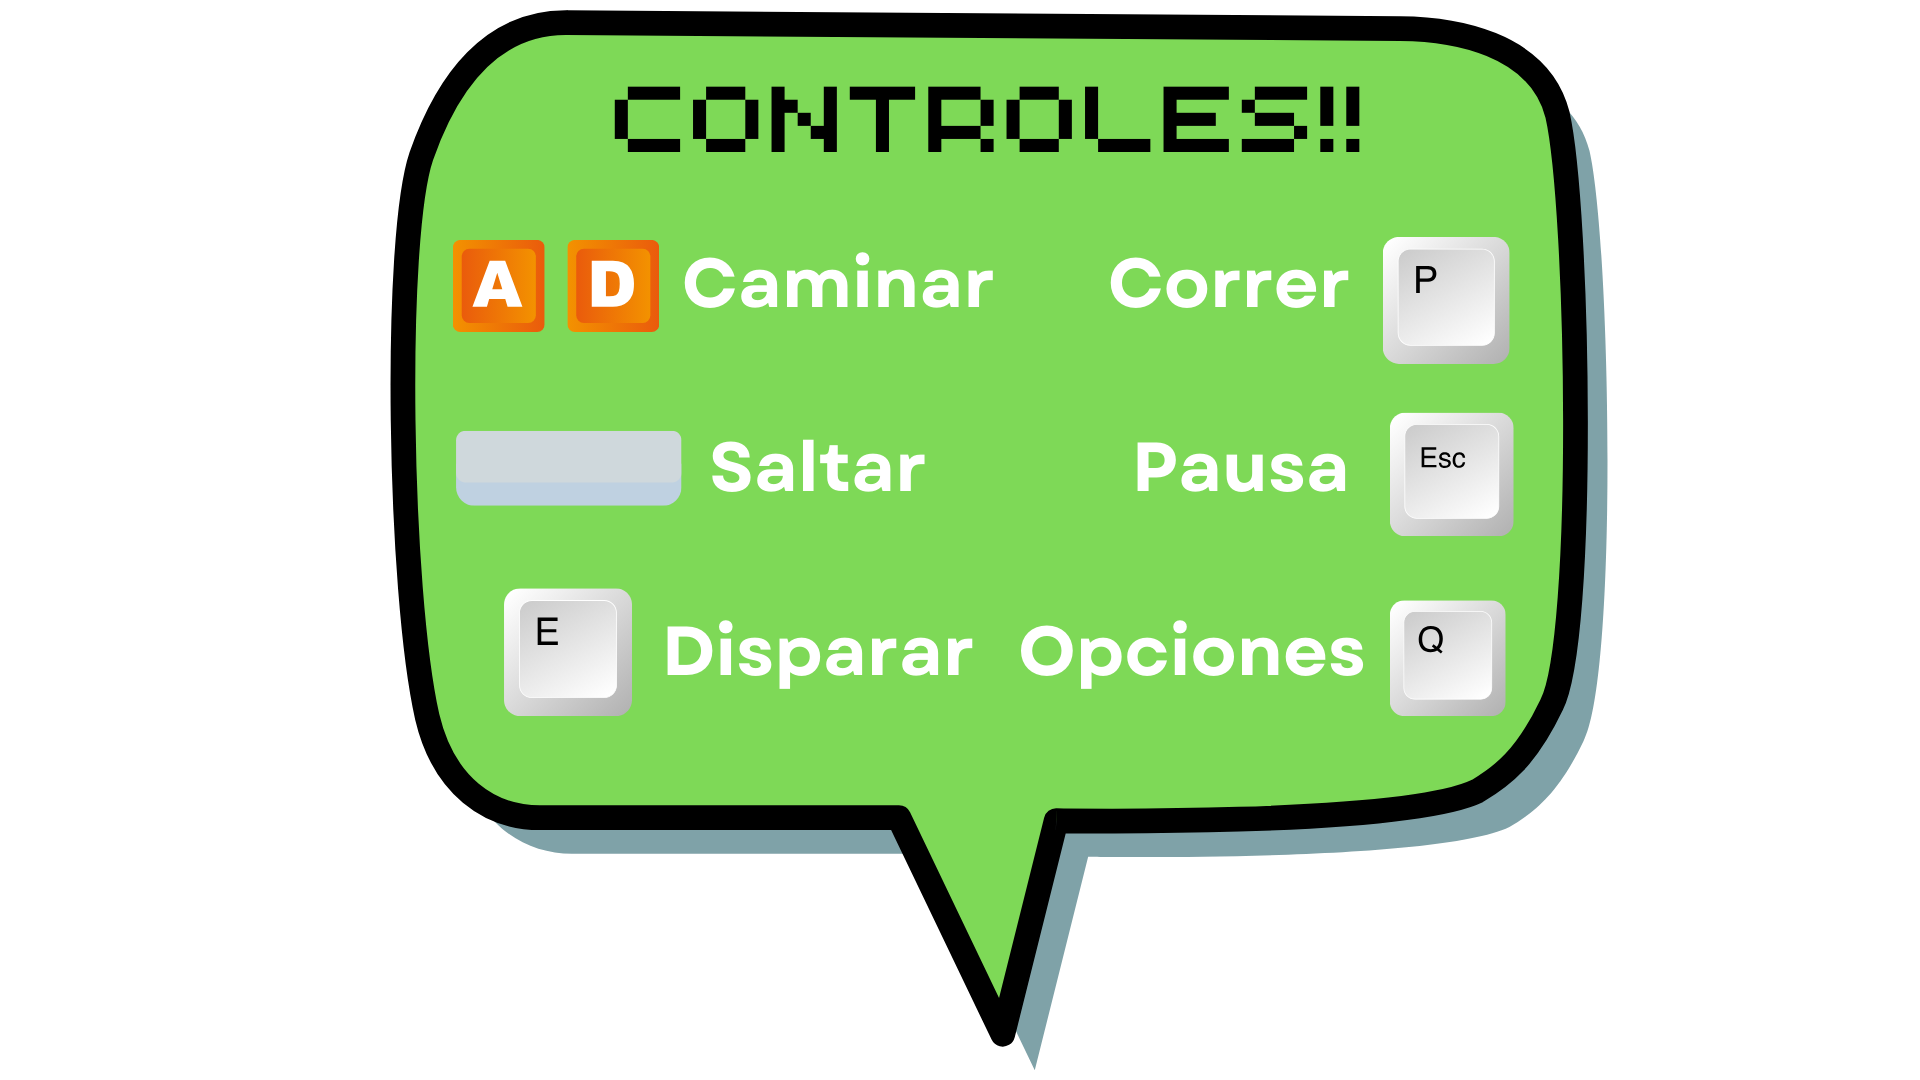 CONTROLES!!
A D Caminar Correr P
Saltar Pausa Esc
E Disparar Opciones Q